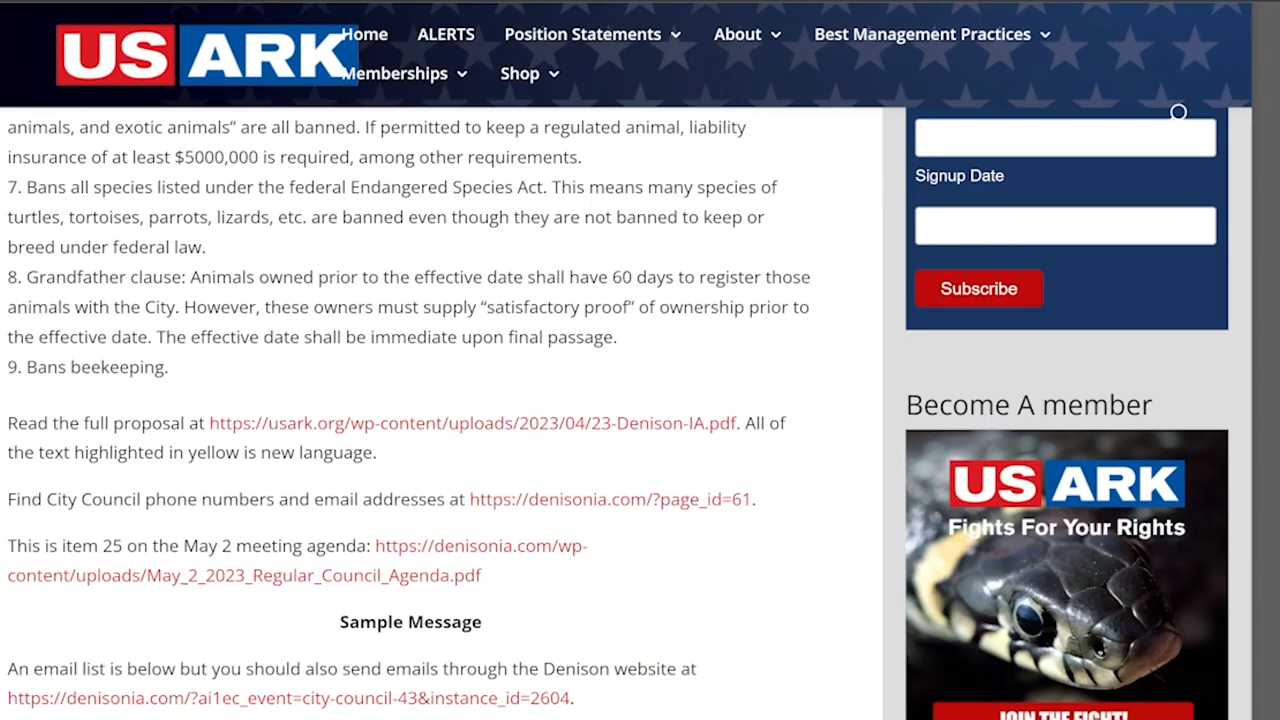 US ARK
Home ALERTS Position Statements About Best Management Practices
Memberships Shop
animals, and exotic animals” are all banned. If permitted to keep a regulated animal, liability
insurance of at least $5000,000 is required, among other requirements.
7. Bans all species listed under the federal Endangered Species Act. This means many species of
turtles, tortoises, parrots, lizards, etc. are banned even though they are not banned to keep or
breed under federal law.
8. Grandfather clause: Animals owned prior to the effective date shall have 60 days to register those
animals with the City. However, these owners must supply “satisfactory proof” of ownership prior to
the effective date. The effective date shall be immediate upon final passage.
9. Bans beekeeping.
Read the full proposal at https://usark.org/wp-content/uploads/2023/04/23-Denison-IA.pdf. All of
the text highlighted in yellow is new language.
Find City Council phone numbers and email addresses at https://denisonia.com/?page_id=61.
This is item 25 on the May 2 meeting agenda: https://denisonia.com/wp-
content/uploads/May_2_2023_Regular_Council_Agenda.pdf
Sample Message
An email list is below but you should also send emails through the Denison website at
https://denisonia.com/?ai1ec_event=city-council-43&instance_id=2604.
Signup Date
Subscribe
Become A member
US ARK
Fights For Your Rights
JOIN THE FIGHT!